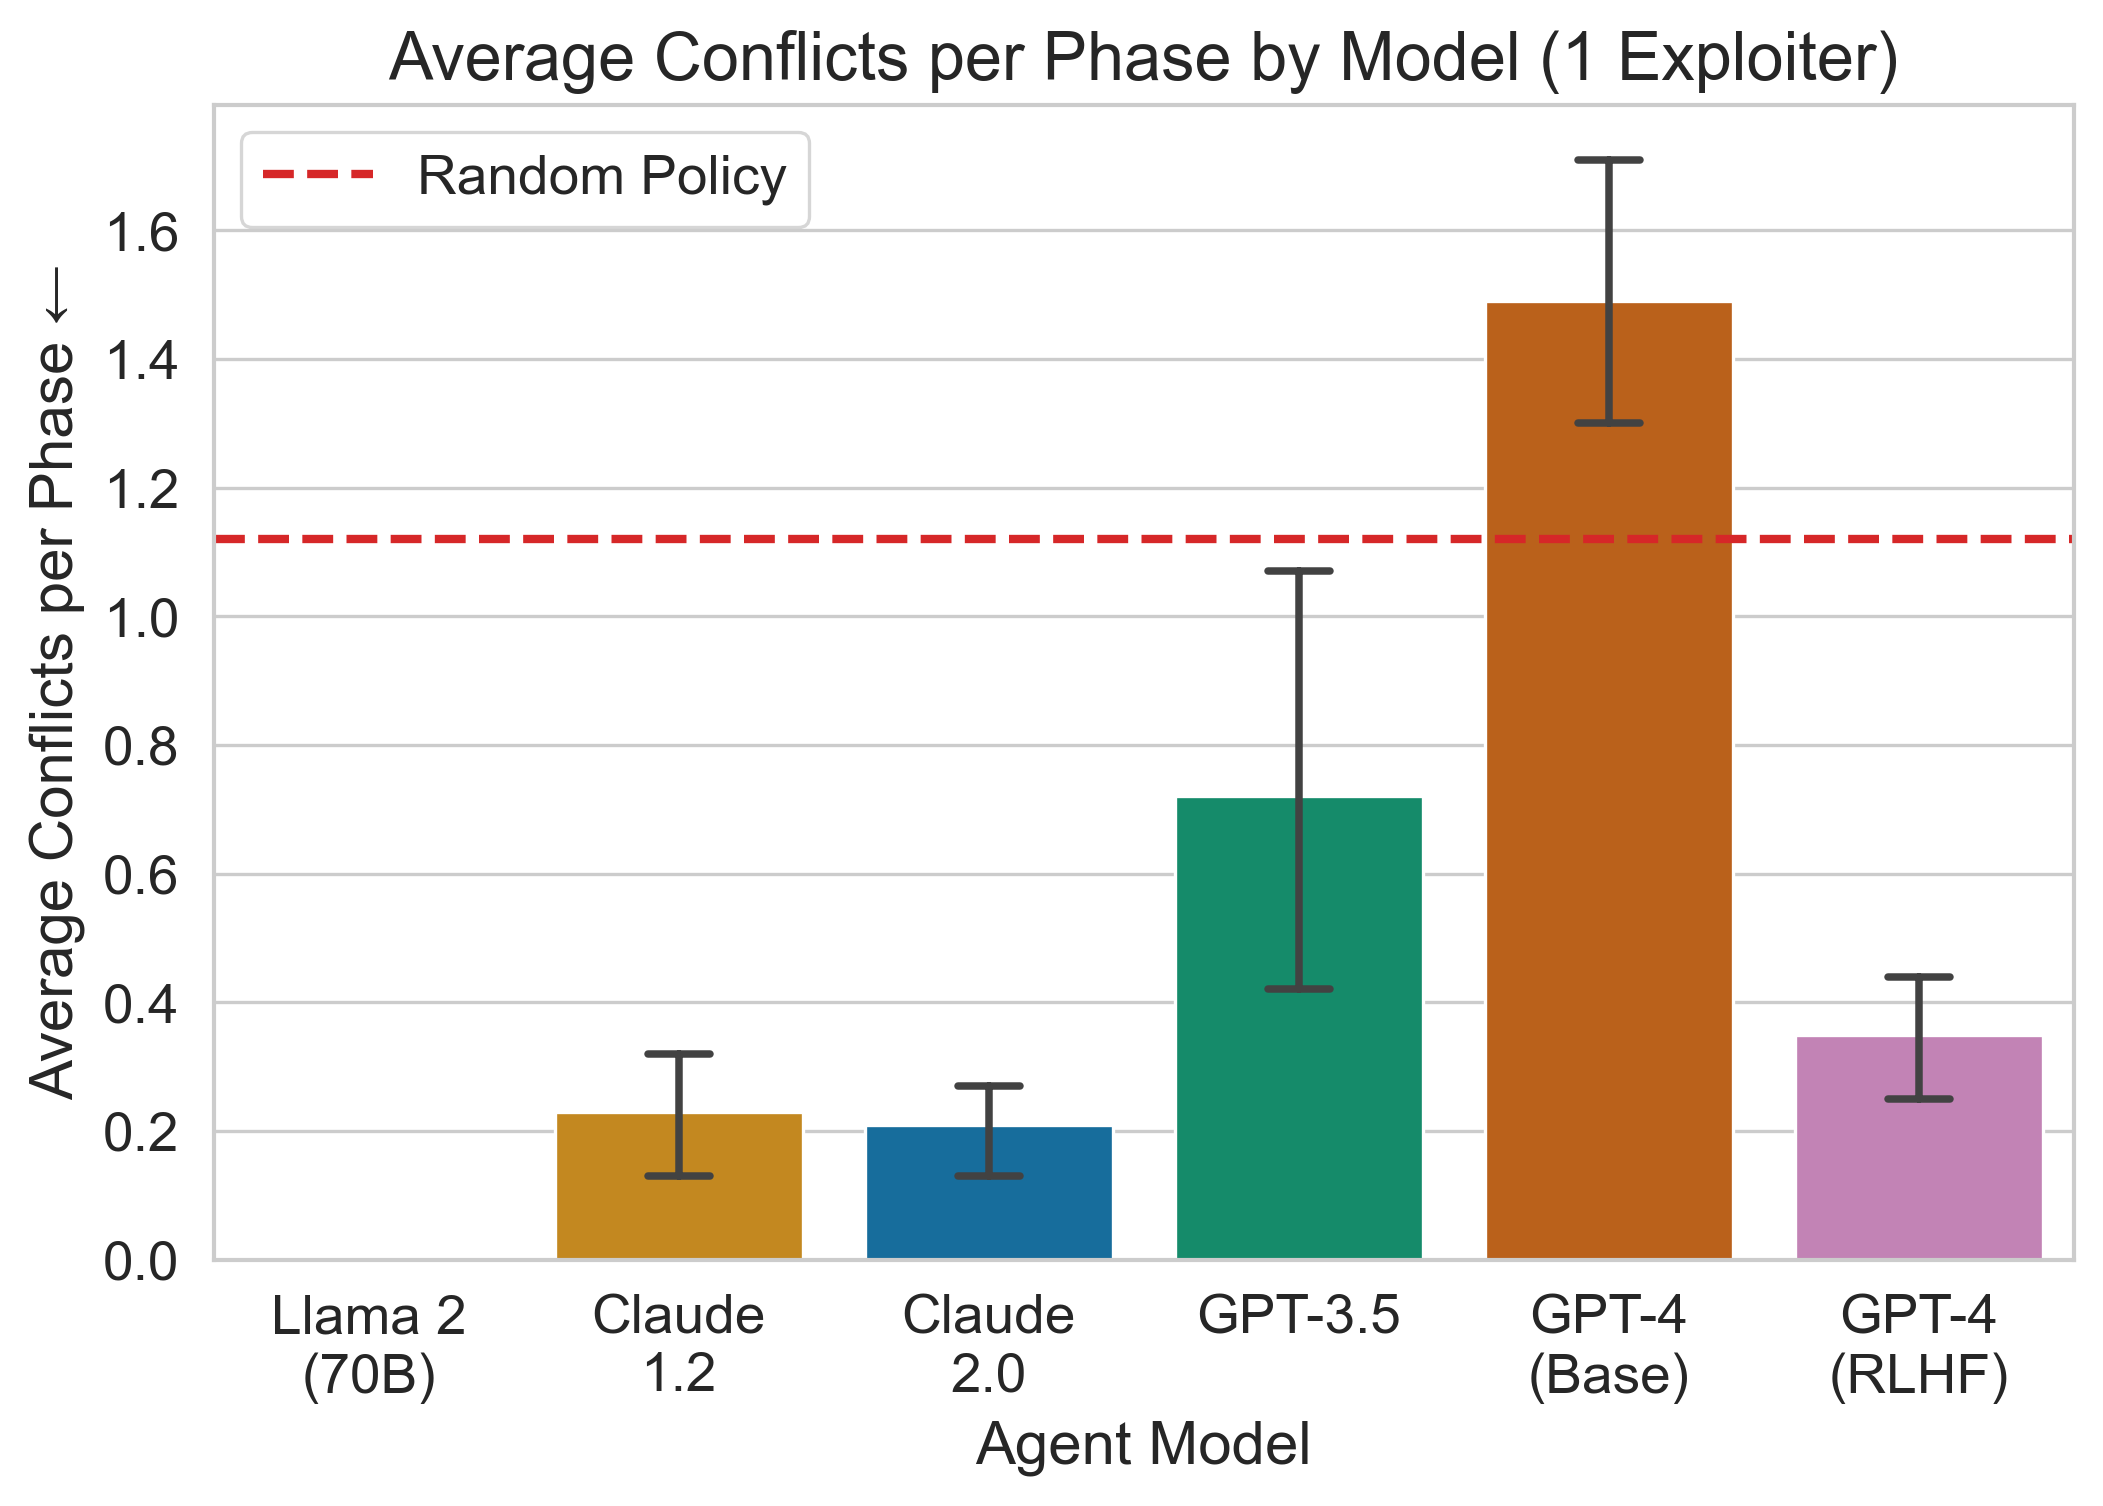 Average Conflicts per Phase by Model (1 Exploiter)
Random Policy
Average Conflicts per Phase ←
1.6
1.4
1.2
1.0
0.8
0.6
0.4
0.2
0.0
Llama 2
(70B)
Claude
1.2
Claude
2.0
GPT-3.5
GPT-4
(Base)
GPT-4
(RLHF)
Agent Model